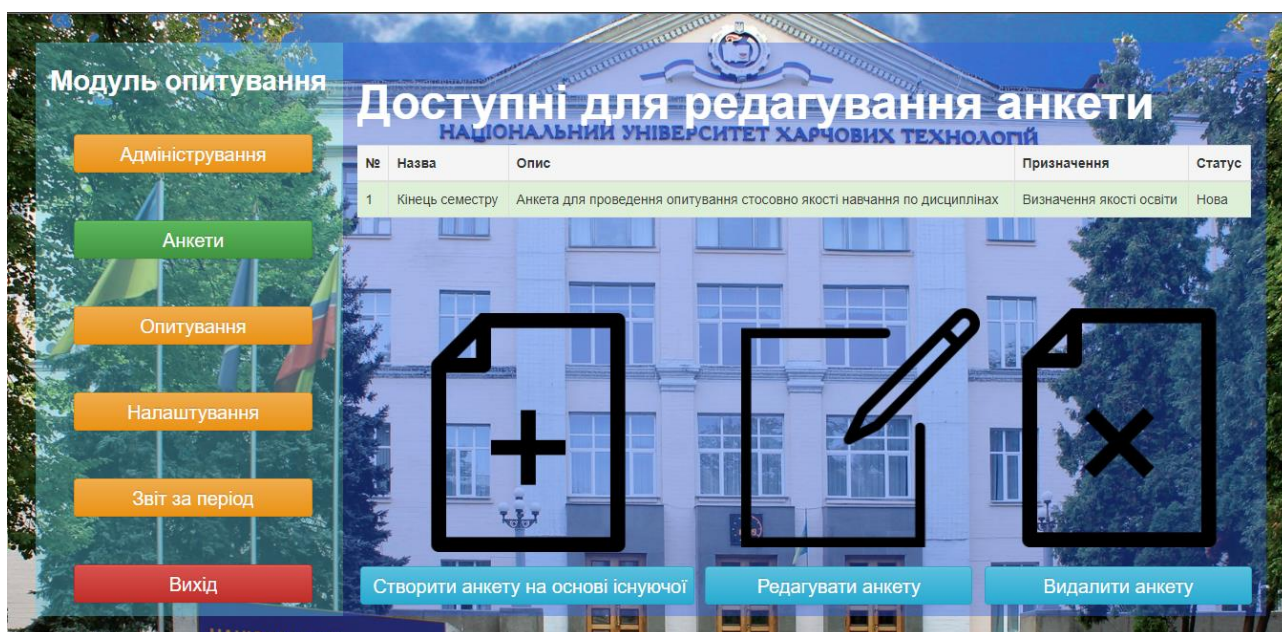 Модуль опитування
Адміністрування
Анкети
Опитування
Налаштування
Звіт за період
Вихід
Доступні для редагування анкети
НАЦІОНАЛЬНИЙ УНІВЕРСИТЕТ ХАРЧОВИХ ТЕХНОЛОГІЙ
№ Назва Опис Призначення Статус
1 Кінець семестру Анкета для проведення опитування стосовно якості навчання по дисциплінах Визначення якості освіти Нова
Створити анкету на основі існуючої Редагувати анкету Видалити анкету